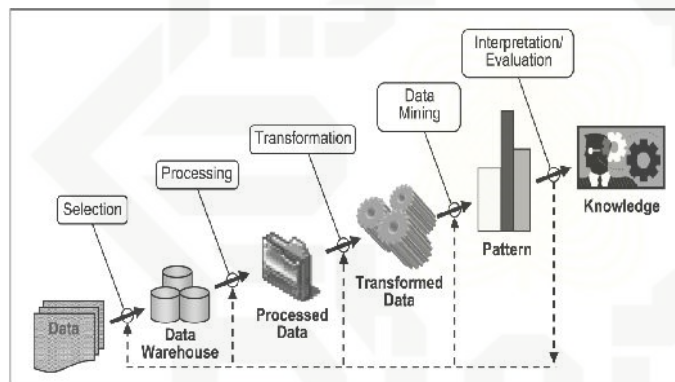 Interpretation/
Evaluation
Data
Mining
Transformation
Processing
Selection
Knowledge
Pattern
Transformed
Data
Processed
Data
Data
Warehouse
Data